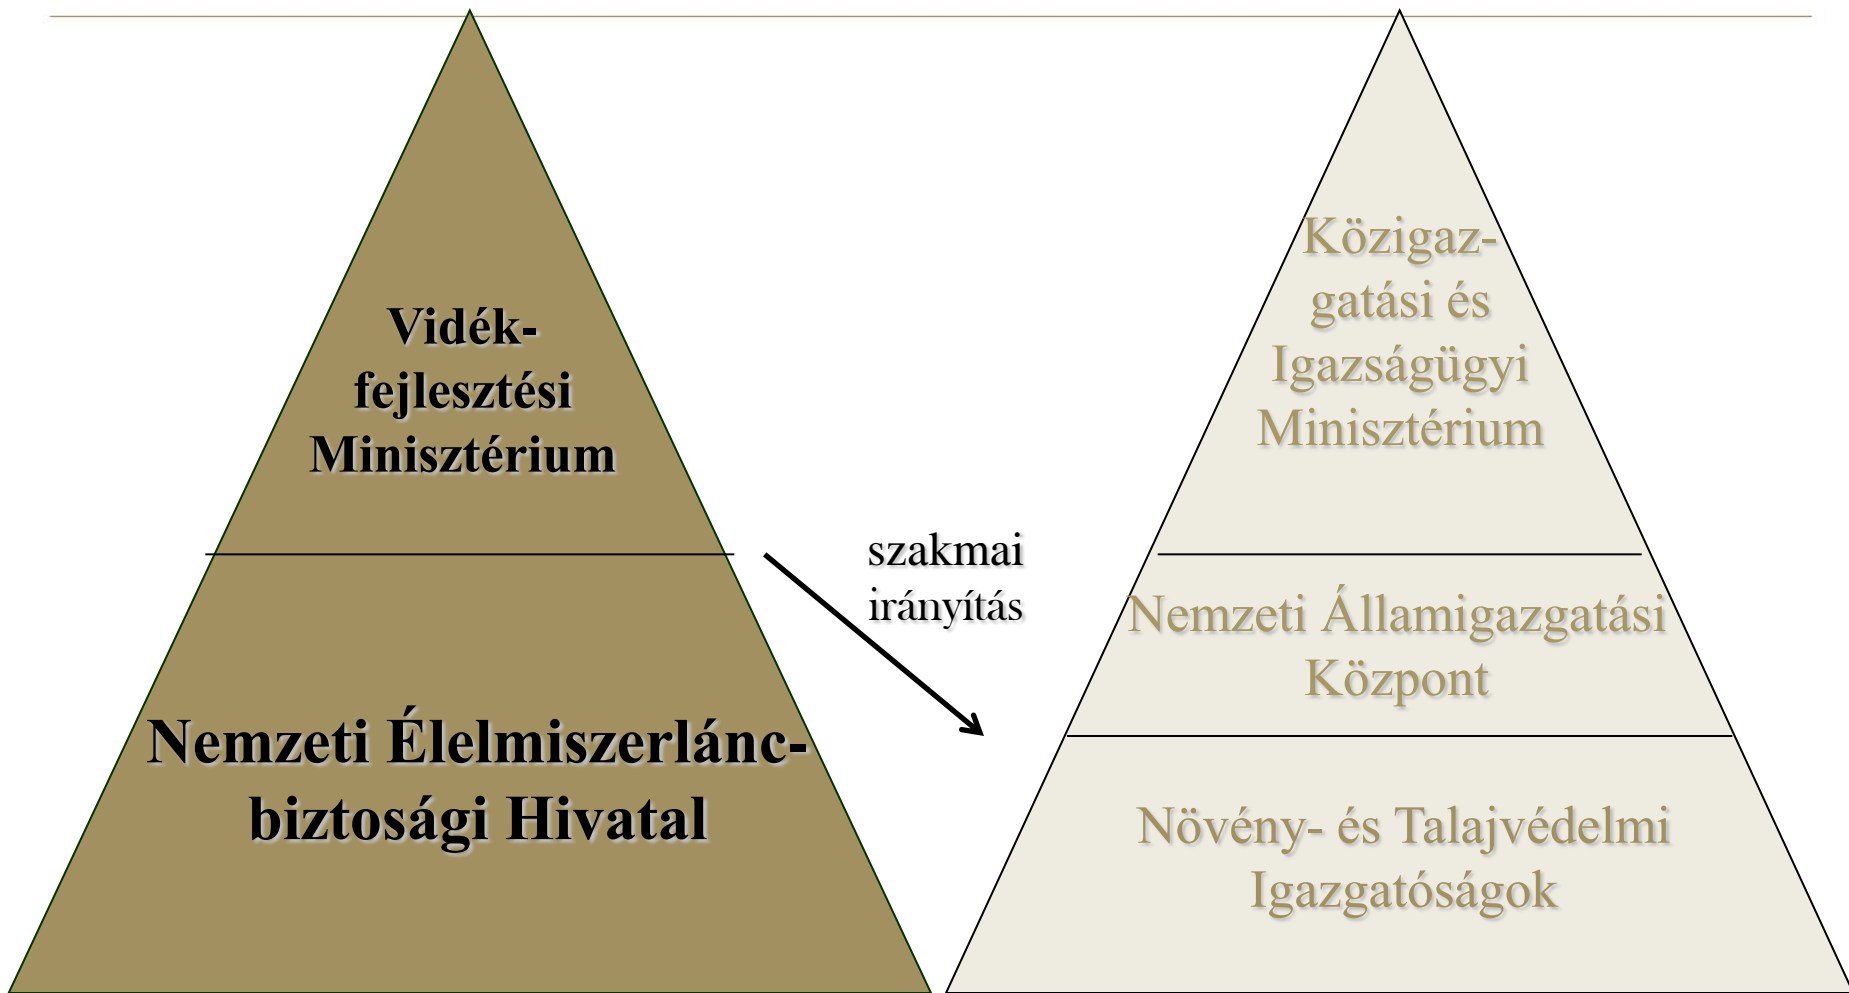 Vidék-
fejlesztési
Minisztérium
Nemzeti Élelmiszerlánc-
biztosági Hivatal
szakmai
irányítás
Közigaz-
gatási és
Igazságügyi
Minisztérium
Nemzeti Államigazgatási
Központ
Növény- és Talajvédelmi
Igazgatóságok